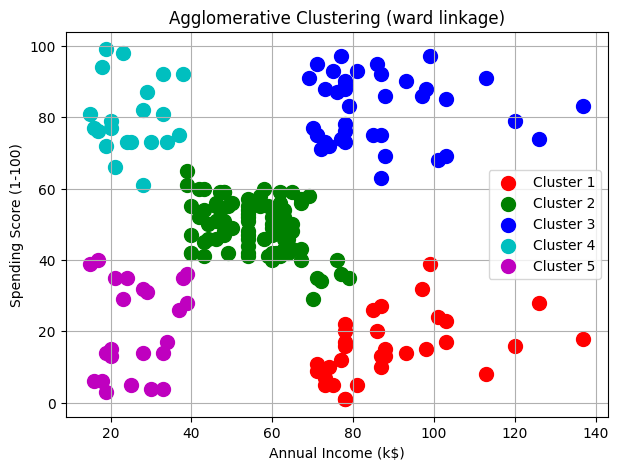 Agglomerative Clustering (ward linkage)
Spending Score (1-100)
100
80
60
40
20
0
Cluster 1
Cluster 2
Cluster 3
Cluster 4
Cluster 5
20 40 60 80 100 120 140
Annual Income (k$)